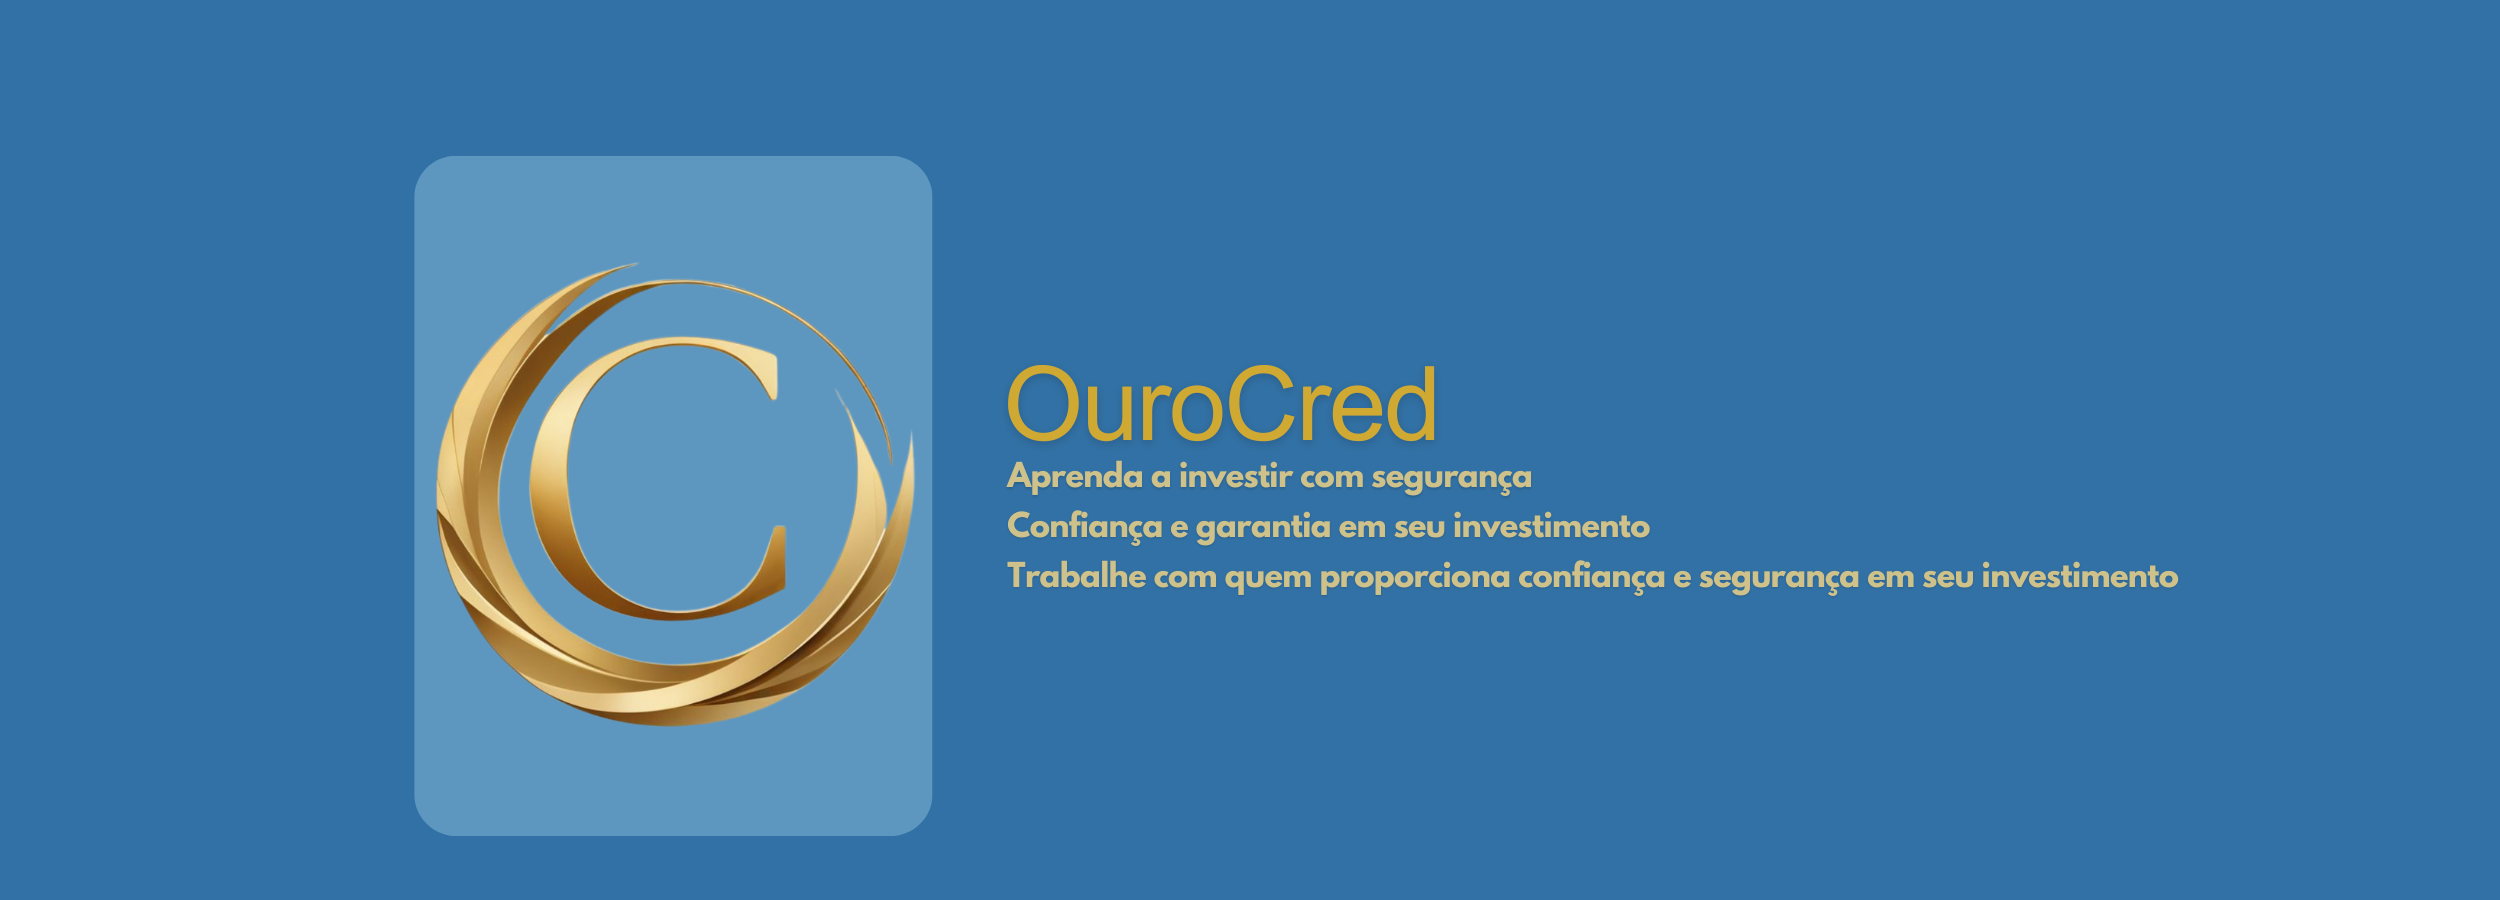 C
OuroCred
Aprenda a investir com segurança
Confiança e garantia em seu investimento
Trabalhe com quem proporciona confiança e segurança em seu investimento